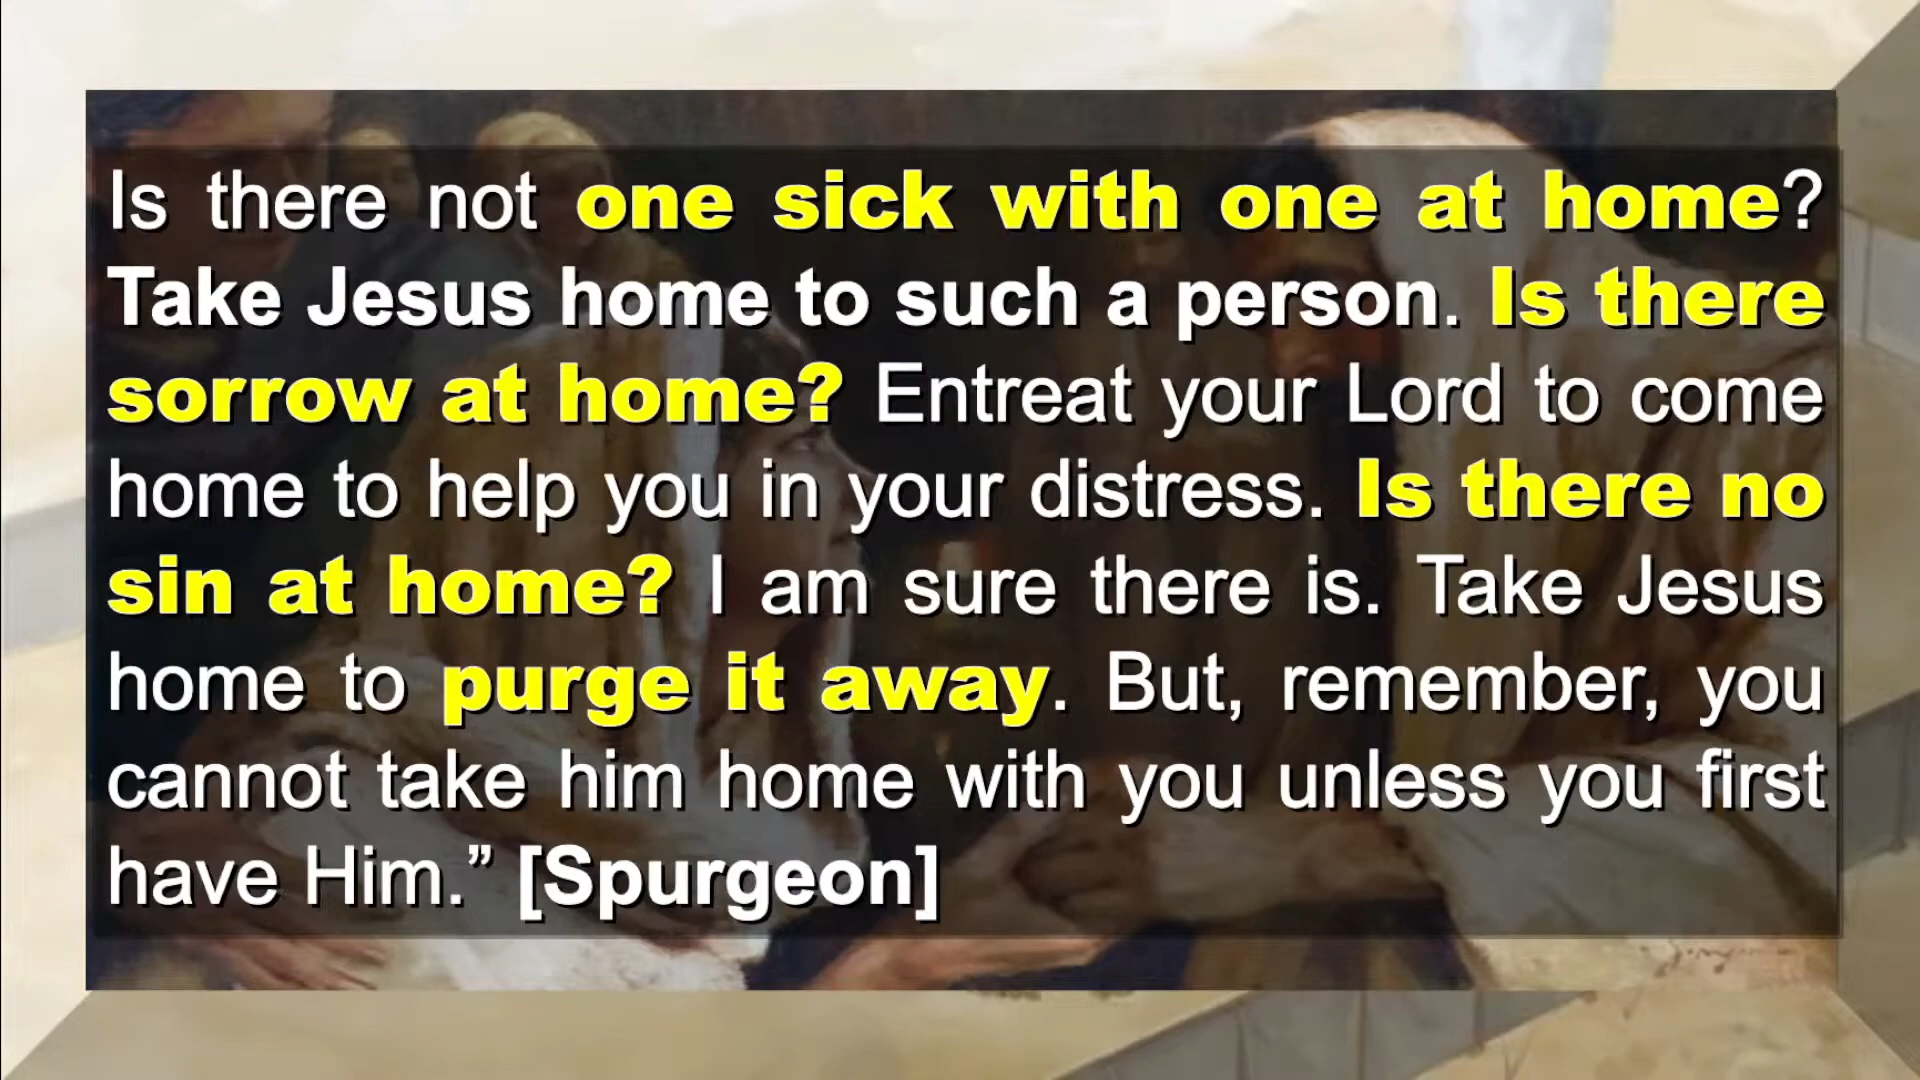 Is there not one sick with one at home?
Take Jesus home to such a person. Is there
sorrow at home? Entreat your Lord to come
home to help you in your distress. Is there no
sin at home? I am sure there is. Take Jesus
home to purge it away. But, remember, you
cannot take him home with you unless you first
have Him.” [Spurgeon]